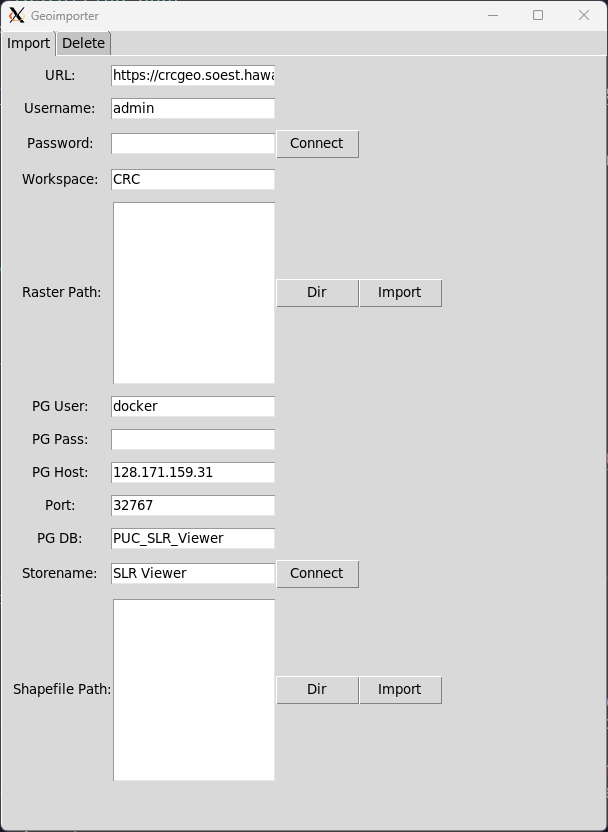 Geoimporter
Import Delete
URL: https://crcgeo.soest.hawa
Username: admin
Password: Connect
Workspace: CRC
Raster Path: Dir Import
PG User: docker
PG Pass:
PG Host: 128.171.159.31
Port: 32767
PG DB: PUC_SLR_Viewer
Storename: SLR Viewer Connect
Shapefile Path: Dir Import